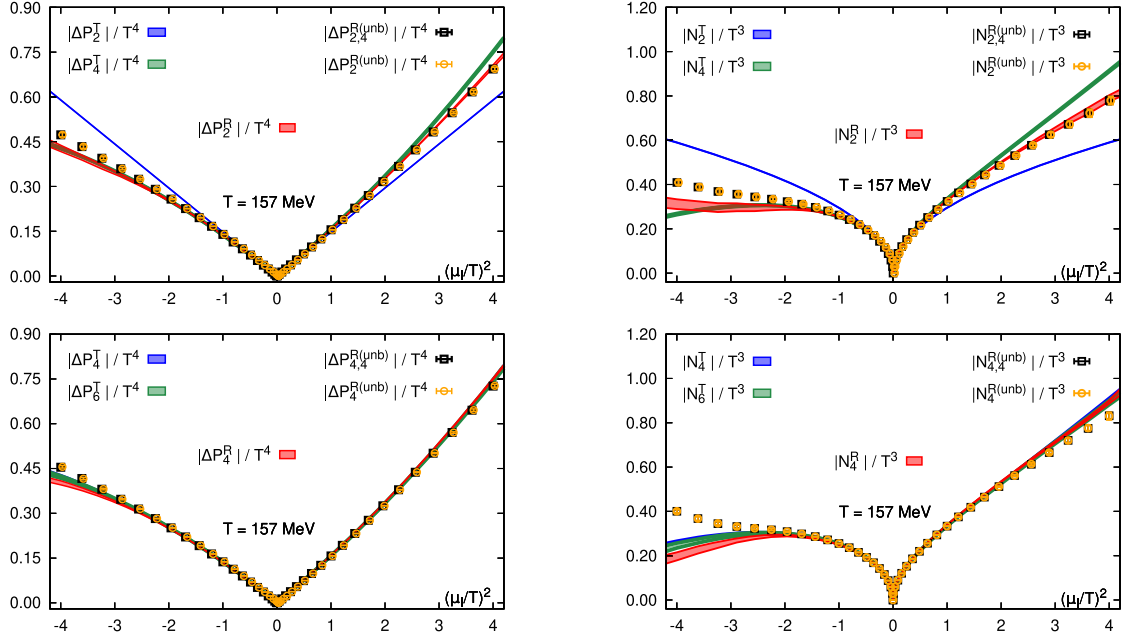 |ΔP₂ᵀ| / T⁴
|ΔP₄ᵀ| / T⁴
|ΔP₂,₄ᴿ⁽ᵘⁿᵇ⁾| / T⁴
|ΔP₂ᴿ⁽ᵘⁿᵇ⁾| / T⁴
|ΔP₂ᴿ| / T⁴
T = 157 MeV
(μ_I/T)²
0.90
0.75
0.60
0.45
0.30
0.15
0.00
-4 -3 -2 -1 0 1 2 3 4
|N₂ᵀ| / T³
|N₄ᵀ| / T³
|N₂,₄ᴿ⁽ᵘⁿᵇ⁾| / T³
|N₂ᴿ⁽ᵘⁿᵇ⁾| / T³
|N₂ᴿ| / T³
T = 157 MeV
(μ_I/T)²
1.20
1.00
0.80
0.60
0.40
0.20
0.00
-4 -3 -2 -1 0 1 2 3 4
|ΔP₄ᵀ| / T⁴
|ΔP₆ᵀ| / T⁴
|ΔP₄,₄ᴿ⁽ᵘⁿᵇ⁾| / T⁴
|ΔP₄ᴿ⁽ᵘⁿᵇ⁾| / T⁴
|ΔP₄ᴿ| / T⁴
T = 157 MeV
(μ_I/T)²
0.90
0.75
0.60
0.45
0.30
0.15
0.00
-4 -3 -2 -1 0 1 2 3 4
|N₄ᵀ| / T³
|N₆ᵀ| / T³
|N₄,₄ᴿ⁽ᵘⁿᵇ⁾| / T³
|N₄ᴿ⁽ᵘⁿᵇ⁾| / T³
|N₄ᴿ| / T³
T = 157 MeV
(μ_I/T)²
1.20
1.00
0.80
0.60
0.40
0.20
0.00
-4 -3 -2 -1 0 1 2 3 4